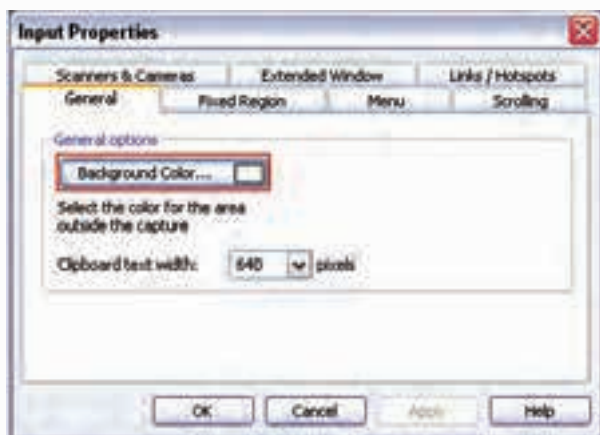 Input Properties
Scanners & Cameras Extended Window Links / Hotspots
General Fixed Region Menu Scrolling
General options
Background Color...
Select the color for the area
outside the capture
Clipboard text width: 640 pixels
OK Cancel Apply Help